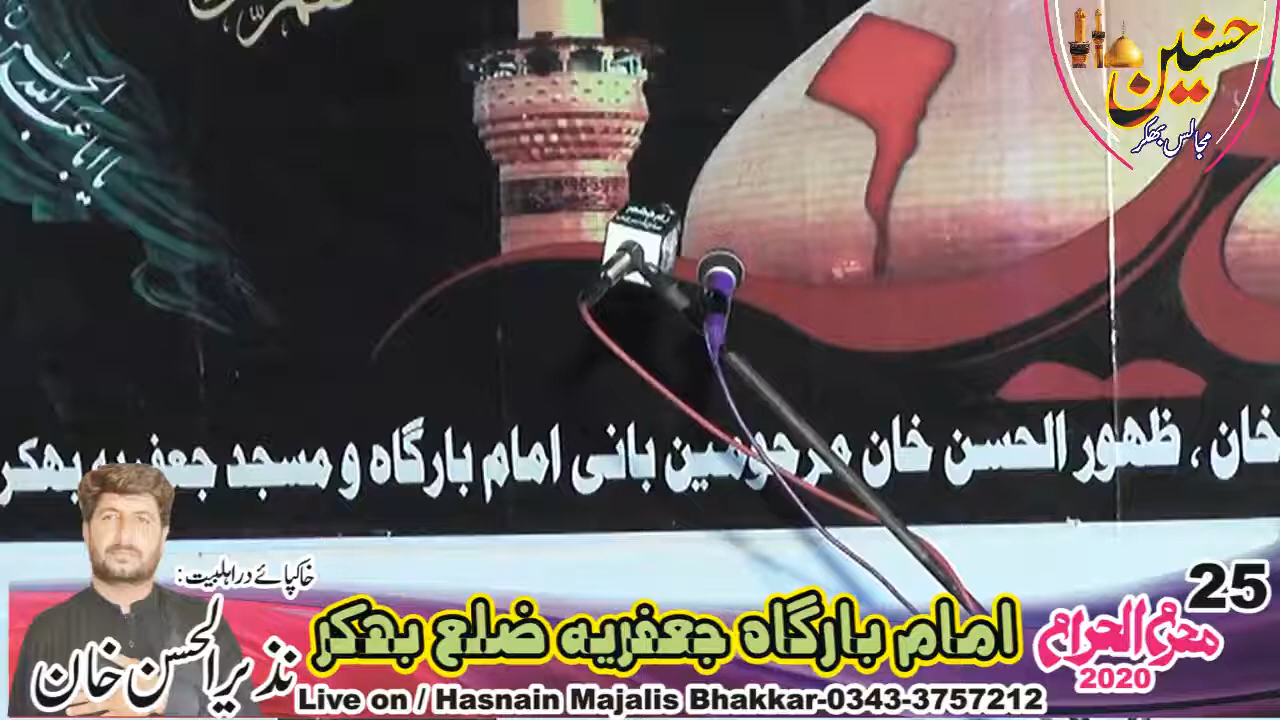 حسنین
مجالس بھکر
خان ، ظہور الحسن خان مرحومین بانی امام بارگاہ و مسجد جعفریہ بھکر
خاکپائے در اہلبیت:
نذیر الحسن خان
امام بارگاہ جعفریہ ضلع بھکر
25
محرم الحرام
2020
Live on / Hasnain Majalis Bhakkar-0343-3757212